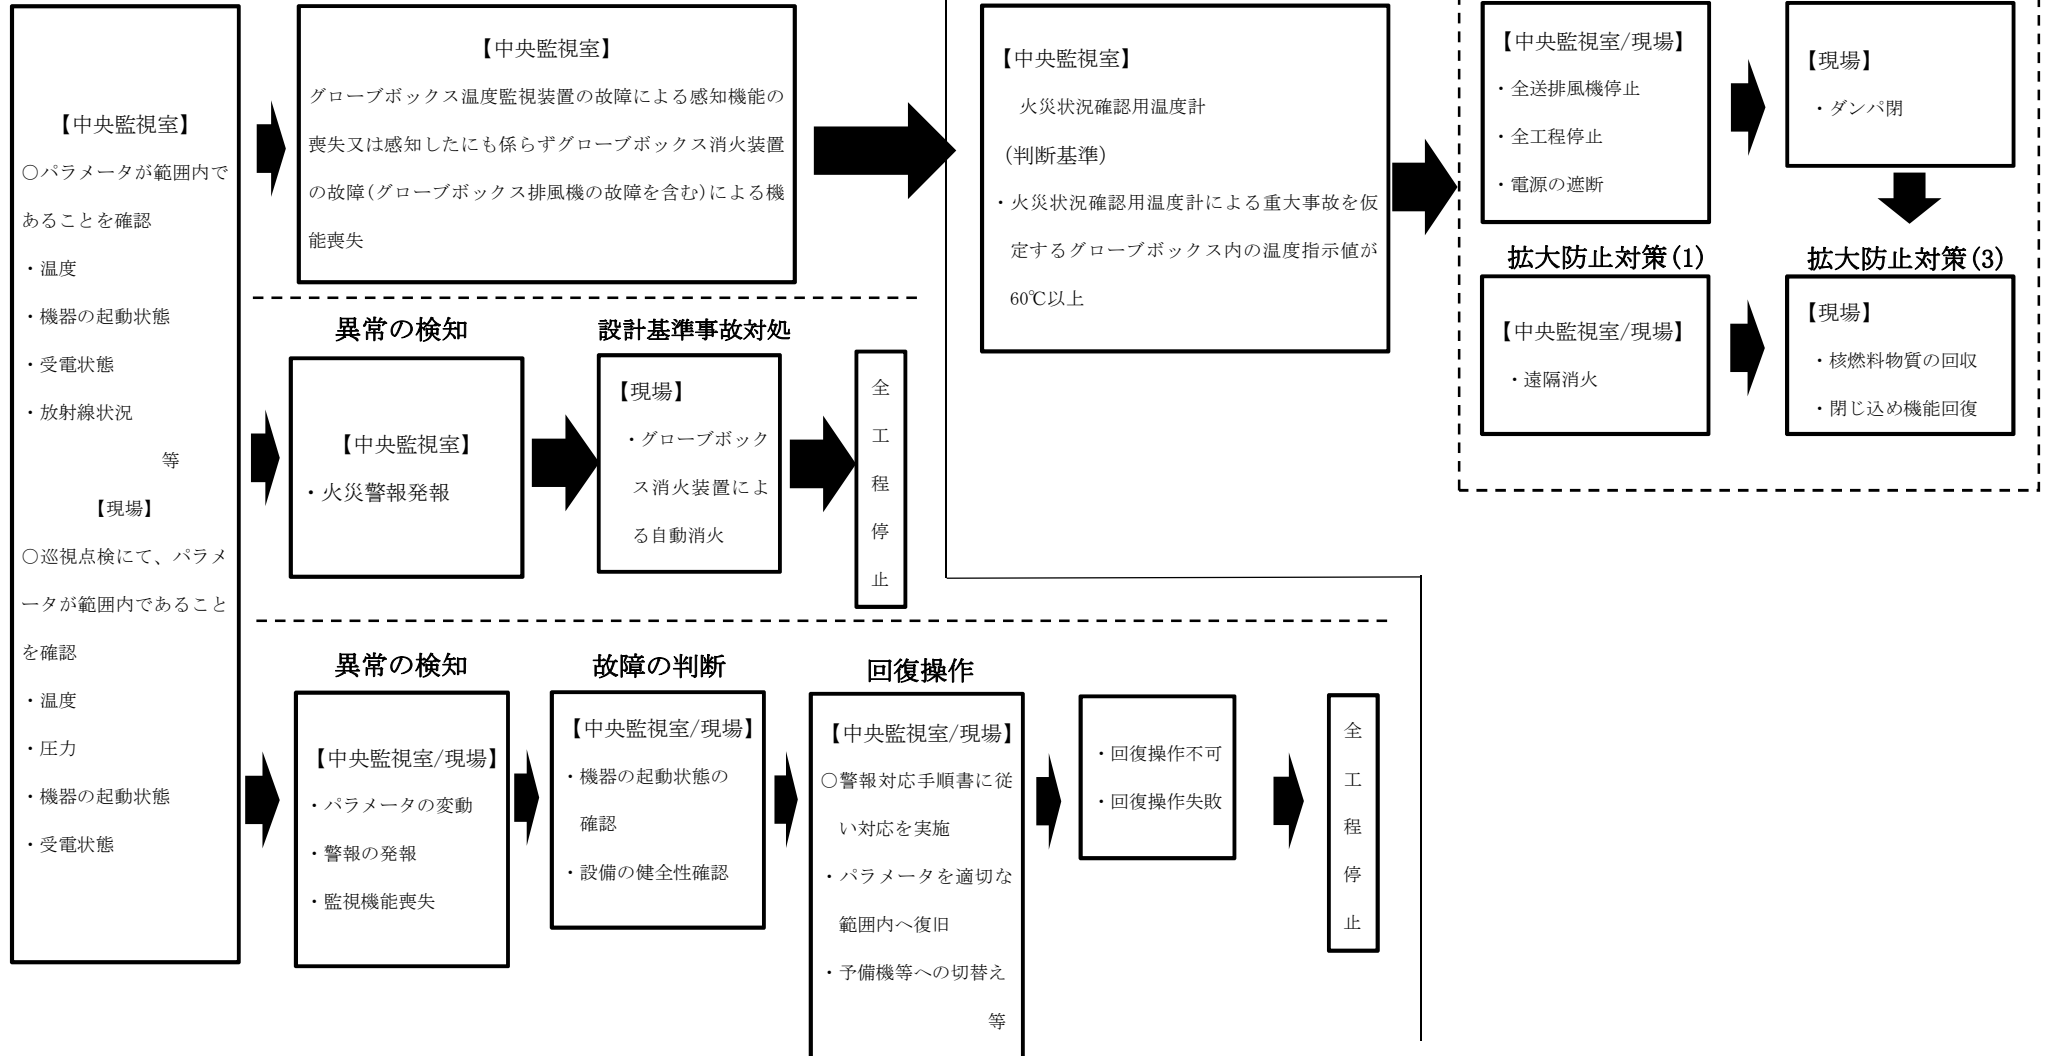 【中央監視室】
○パラメータが範囲内で
あることを確認
・温度
・機器の起動状態
・受電状態
・放射線状況
等
【現場】
○巡視点検にて、パラメ
ータが範囲内であること
を確認
・温度
・圧力
・機器の起動状態
・受電状態
【中央監視室】
グローブボックス温度監視装置の故障による感知機能の
喪失又は感知したにも係らずグローブボックス消火装置
の故障(グローブボックス排風機の故障を含む)による機
能喪失
【中央監視室】
火災状況確認用温度計
(判断基準)
・火災状況確認用温度計による重大事故を仮
定するグローブボックス内の温度指示値が
60℃以上
【中央監視室/現場】
・全送排風機停止
・全工程停止
・電源の遮断
【現場】
・ダンパ閉
拡大防止対策(1)
【中央監視室/現場】
・遠隔消火
拡大防止対策(3)
【現場】
・核燃料物質の回収
・閉じ込め機能回復
異常の検知
【中央監視室】
・火災警報発報
設計基準事故対処
【現場】
・グローブボック
ス消火装置によ
る自動消火
全
工
程
停
止
異常の検知
【中央監視室/現場】
・パラメータの変動
・警報の発報
・監視機能喪失
故障の判断
【中央監視室/現場】
・機器の起動状態の
確認
・設備の健全性確認
回復操作
【中央監視室/現場】
○警報対応手順書に従
い対応を実施
・パラメータを適切な
範囲内へ復旧
・予備機等への切替え
等
・回復操作不可
・回復操作失敗
全
工
程
停
止